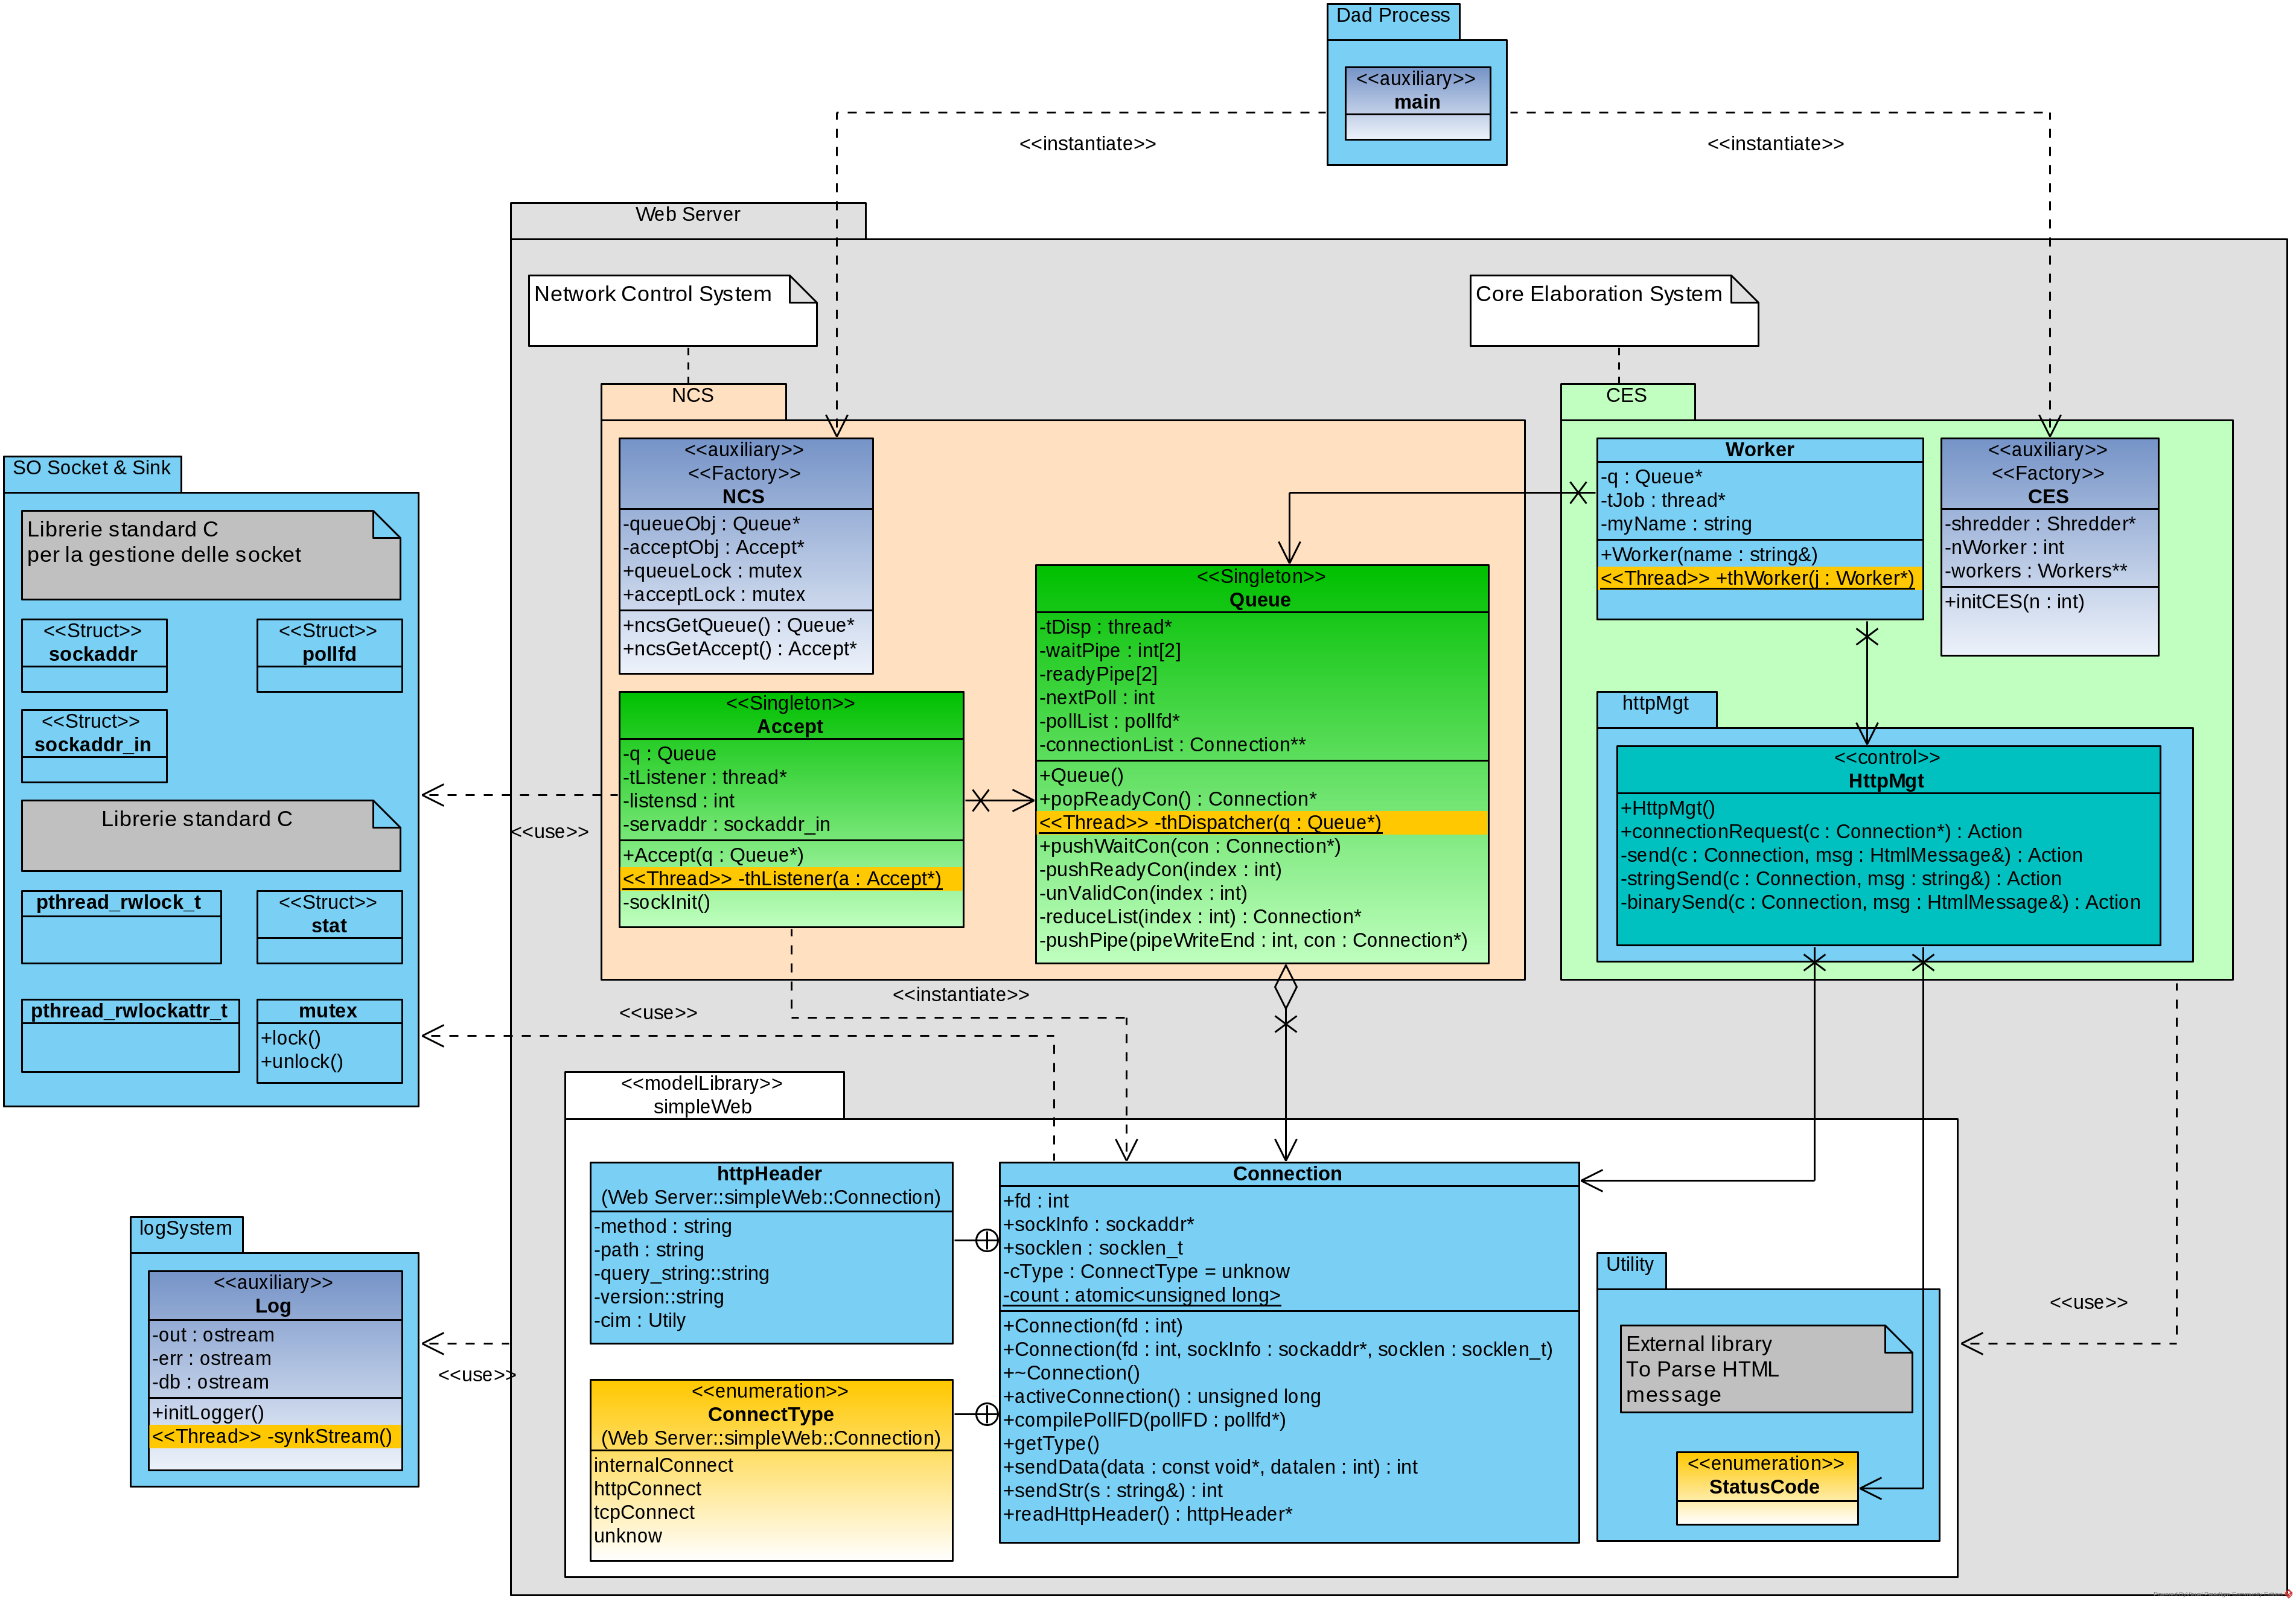 Dad Process
<<auxiliary>>
main
<<instantiate>>
<<instantiate>>
Web Server
Network Control System
Core Elaboration System
NCS
<<auxiliary>>
<<Factory>>
NCS
-queueObj : Queue*
-acceptObj : Accept*
+queueLock : mutex
+acceptLock : mutex
+ncsGetQueue() : Queue*
+ncsGetAccept() : Accept*
<<Singleton>>
Accept
-q : Queue
-tListener : thread*
-listensd : int
-servaddr : sockaddr_in
+Accept(q : Queue*)
<<Thread>> -thListener(a : Accept*)
-sockInit()
<<Singleton>>
Queue
-tDisp : thread*
-waitPipe : int[2]
-readyPipe[2]
-nextPoll : int
-pollList : pollfd*
-connectionList : Connection**
+Queue()
+popReadyCon() : Connection*
<<Thread>> -thDispatcher(q : Queue*)
+pushWaitCon(con : Connection*)
-pushReadyCon(index : int)
-unValidCon(index : int)
-reduceList(index : int) : Connection*
-pushPipe(pipeWriteEnd : int, con : Connection*)
CES
Worker
-q : Queue*
-tJob : thread*
-myName : string
+Worker(name : string&)
<<Thread>> +thWorker(j : Worker*)
<<auxiliary>>
<<Factory>>
CES
-shredder : Shredder*
-nWorker : int
-workers : Workers**
+initCES(n : int)
httpMgt
<<control>>
HttpMgt
+HttpMgt()
+connectionRequest(c : Connection*) : Action
-send(c : Connection, msg : HtmlMessage&) : Action
-stringSend(c : Connection, msg : string&) : Action
-binarySend(c : Connection, msg : HtmlMessage&) : Action
SO Socket & Sink
Librerie standard C
per la gestione delle socket
<<Struct>>
sockaddr
<<Struct>>
pollfd
<<Struct>>
sockaddr_in
Librerie standard C
pthread_rwlock_t
<<Struct>>
stat
pthread_rwlockattr_t
mutex
+lock()
+unlock()
<<use>>
<<instantiate>>
<<use>>
<<modelLibrary>>
simpleWeb
httpHeader
(Web Server::simpleWeb::Connection)
-method : string
-path : string
-query_string::string
-version::string
-cim : Utily
<<enumeration>>
ConnectType
(Web Server::simpleWeb::Connection)
internalConnect
httpConnect
tcpConnect
unknow
Connection
+fd : int
+sockInfo : sockaddr*
+socklen : socklen_t
-cType : ConnectType = unknow
-count : atomic<unsigned long>
+Connection(fd : int)
+Connection(fd : int, sockInfo : sockaddr*, socklen : socklen_t)
+~Connection()
+activeConnection() : unsigned long
+compilePollFD(pollFD : pollfd*)
+getType()
+sendData(data : const void*, datalen : int) : int
+sendStr(s : string&) : int
+readHttpHeader() : httpHeader*
Utility
External library
To Parse HTML
message
<<enumeration>>
StatusCode
<<use>>
logSystem
<<auxiliary>>
Log
-out : ostream
-err : ostream
-db : ostream
+initLogger()
<<Thread>> -synkStream()
<<use>>